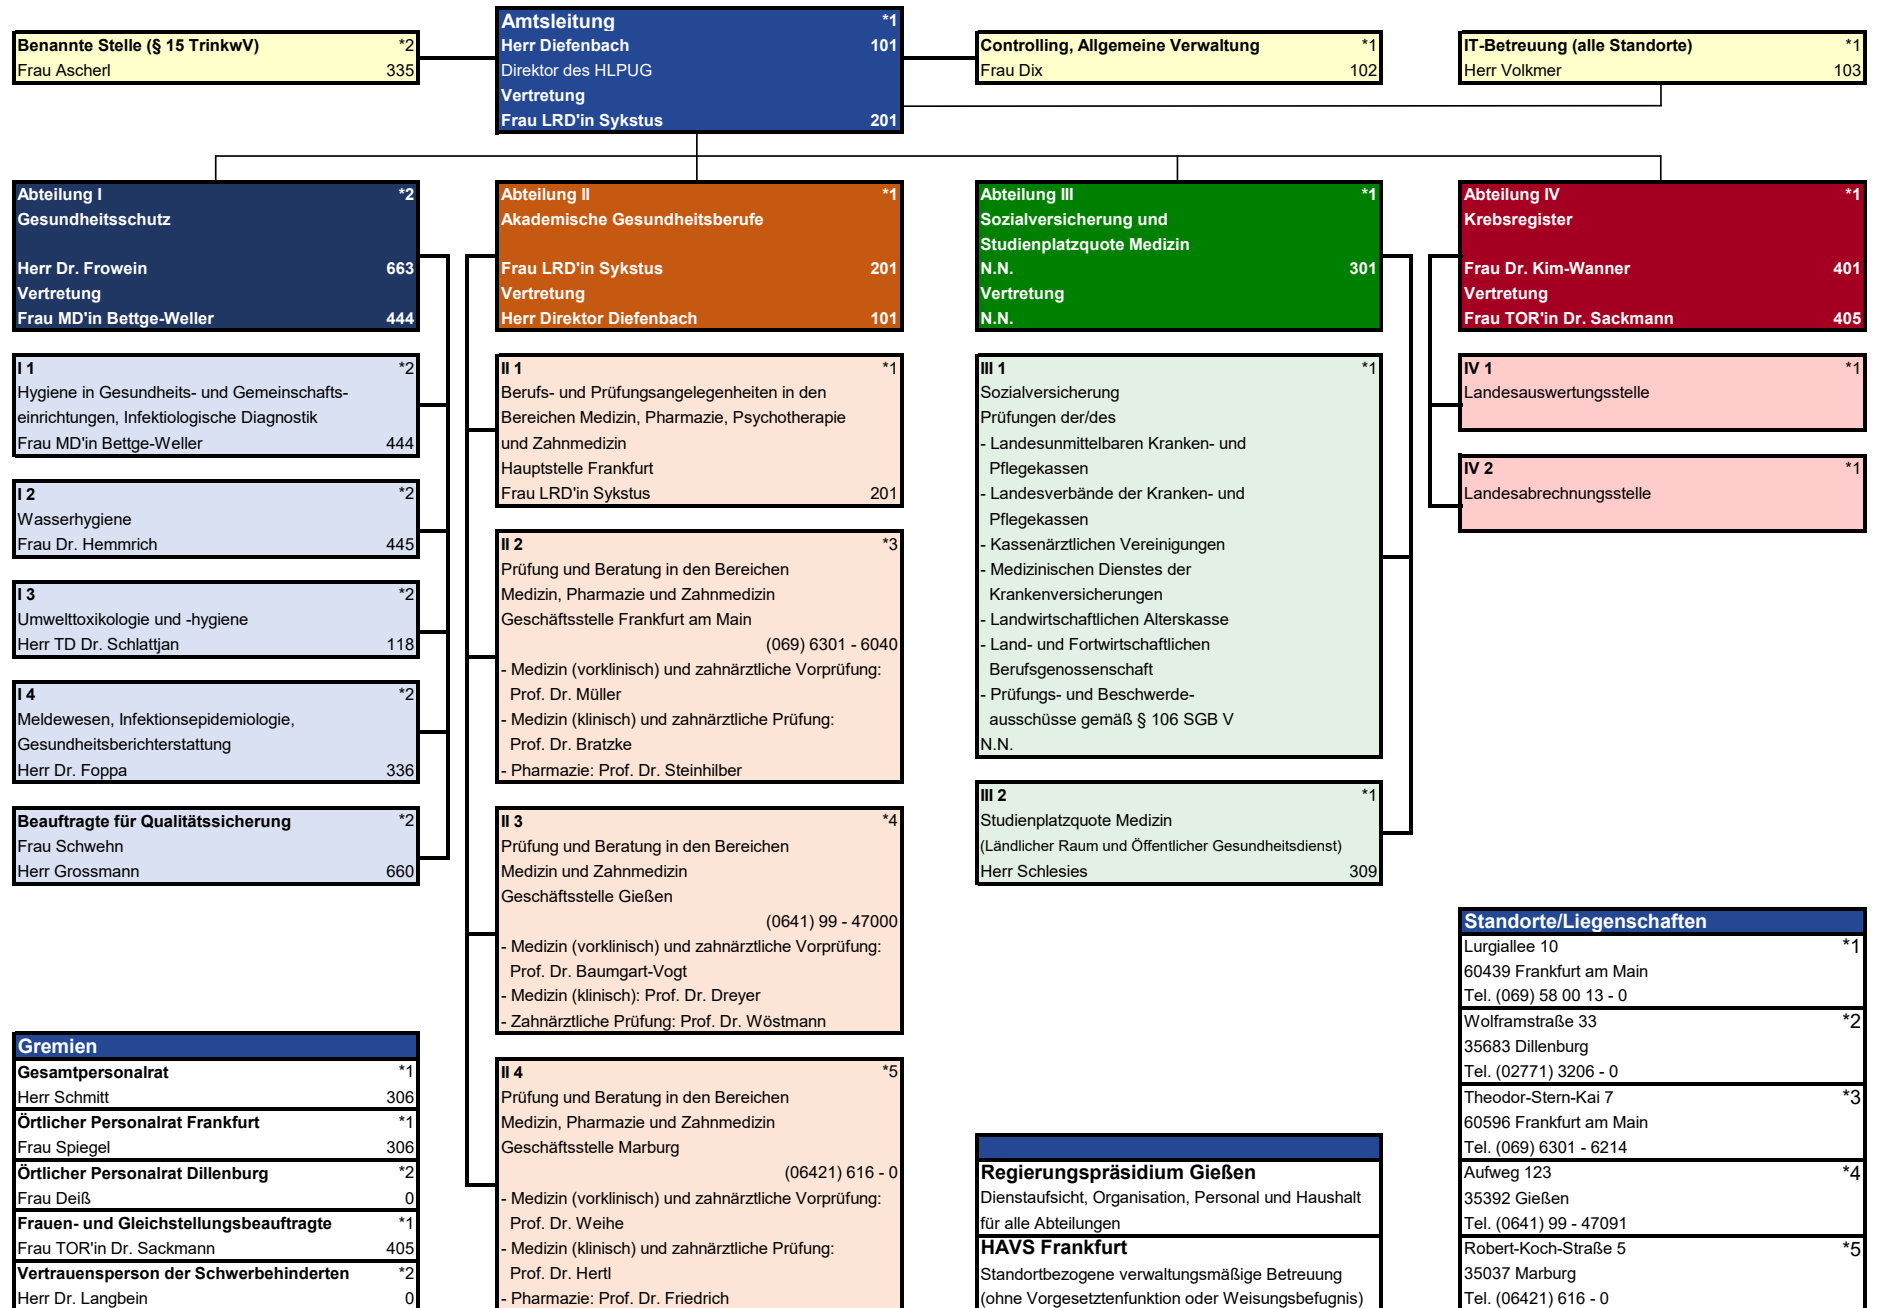 Benannte Stelle (§ 15 TrinkwV) *2
Frau Ascherl 335
Amtsleitung *1
Herr Diefenbach 101
Direktor des HLPUG
Vertretung
Frau LRD'in Sykstus 201
Controlling, Allgemeine Verwaltung *1
Frau Dix 102
IT-Betreuung (alle Standorte) *1
Herr Volkmer 103
Abteilung I *2
Gesundheitsschutz
Herr Dr. Frowein 663
Vertretung
Frau MD'in Bettge-Weller 444
I 1 *2
Hygiene in Gesundheits- und Gemeinschafts-
einrichtungen, Infektiologische Diagnostik
Frau MD'in Bettge-Weller 444
I 2 *2
Wasserhygiene
Frau Dr. Hemmrich 445
I 3 *2
Umwelttoxikologie und -hygiene
Herr TD Dr. Schlattjan 118
I 4 *2
Meldewesen, Infektionsepidemiologie,
Gesundheitsberichterstattung
Herr Dr. Foppa 336
Beauftragte für Qualitätssicherung *2
Frau Schwehn
Herr Grossmann 660
Gremien
Gesamtpersonalrat *1
Herr Schmitt 306
Örtlicher Personalrat Frankfurt *1
Frau Spiegel 306
Örtlicher Personalrat Dillenburg *2
Frau Deiß 0
Frauen- und Gleichstellungsbeauftragte *1
Frau TOR'in Dr. Sackmann 405
Vertrauensperson der Schwerbehinderten *2
Herr Dr. Langbein 0
Abteilung II *1
Akademische Gesundheitsberufe
Frau LRD'in Sykstus 201
Vertretung
Herr Direktor Diefenbach 101
II 1 *1
Berufs- und Prüfungsangelegenheiten in den
Bereichen Medizin, Pharmazie, Psychotherapie
und Zahnmedizin
Hauptstelle Frankfurt
Frau LRD'in Sykstus 201
II 2 *3
Prüfung und Beratung in den Bereichen
Medizin, Pharmazie und Zahnmedizin
Geschäftsstelle Frankfurt am Main
(069) 6301 - 6040
- Medizin (vorklinisch) und zahnärztliche Vorprüfung:
Prof. Dr. Müller
- Medizin (klinisch) und zahnärztliche Prüfung:
Prof. Dr. Bratzke
- Pharmazie: Prof. Dr. Steinhilber
II 3 *4
Prüfung und Beratung in den Bereichen
Medizin und Zahnmedizin
Geschäftsstelle Gießen
(0641) 99 - 47000
- Medizin (vorklinisch) und zahnärztliche Vorprüfung:
Prof. Dr. Baumgart-Vogt
- Medizin (klinisch): Prof. Dr. Dreyer
- Zahnärztliche Prüfung: Prof. Dr. Wöstmann
II 4 *5
Prüfung und Beratung in den Bereichen
Medizin, Pharmazie und Zahnmedizin
Geschäftsstelle Marburg
(06421) 616 - 0
- Medizin (vorklinisch) und zahnärztliche Vorprüfung:
Prof. Dr. Weihe
- Medizin (klinisch) und zahnärztliche Prüfung:
Prof. Dr. Hertl
- Pharmazie: Prof. Dr. Friedrich
Abteilung III *1
Sozialversicherung und
Studienplatzquote Medizin
N.N. 301
Vertretung
N.N.
III 1 *1
Sozialversicherung
Prüfungen der/des
- Landesunmittelbaren Kranken- und
Pflegekassen
- Landesverbände der Kranken- und
Pflegekassen
- Kassenärztlichen Vereinigungen
- Medizinischen Dienstes der
Krankenversicherungen
- Landwirtschaftlichen Alterskasse
- Land- und Fortwirtschaftlichen
Berufsgenossenschaft
- Prüfungs- und Beschwerde-
ausschüsse gemäß § 106 SGB V
N.N.
III 2 *1
Studienplatzquote Medizin
(Ländlicher Raum und Öffentlicher Gesundheitsdienst)
Herr Schlesies 309
Regierungspräsidium Gießen
Dienstaufsicht, Organisation, Personal und Haushalt
für alle Abteilungen
HAVS Frankfurt
Standortbezogene verwaltungsmäßige Betreuung
(ohne Vorgesetztenfunktion oder Weisungsbefugnis)
Abteilung IV *1
Krebsregister
Frau Dr. Kim-Wanner 401
Vertretung
Frau TOR'in Dr. Sackmann 405
IV 1 *1
Landesauswertungsstelle
IV 2 *1
Landesabrechnungsstelle
Standorte/Liegenschaften
Lurgiallee 10 *1
60439 Frankfurt am Main
Tel. (069) 58 00 13 - 0
Wolframstraße 33 *2
35683 Dillenburg
Tel. (02771) 3206 - 0
Theodor-Stern-Kai 7 *3
60596 Frankfurt am Main
Tel. (069) 6301 - 6214
Aufweg 123 *4
35392 Gießen
Tel. (0641) 99 - 47091
Robert-Koch-Straße 5 *5
35037 Marburg
Tel. (06421) 616 - 0